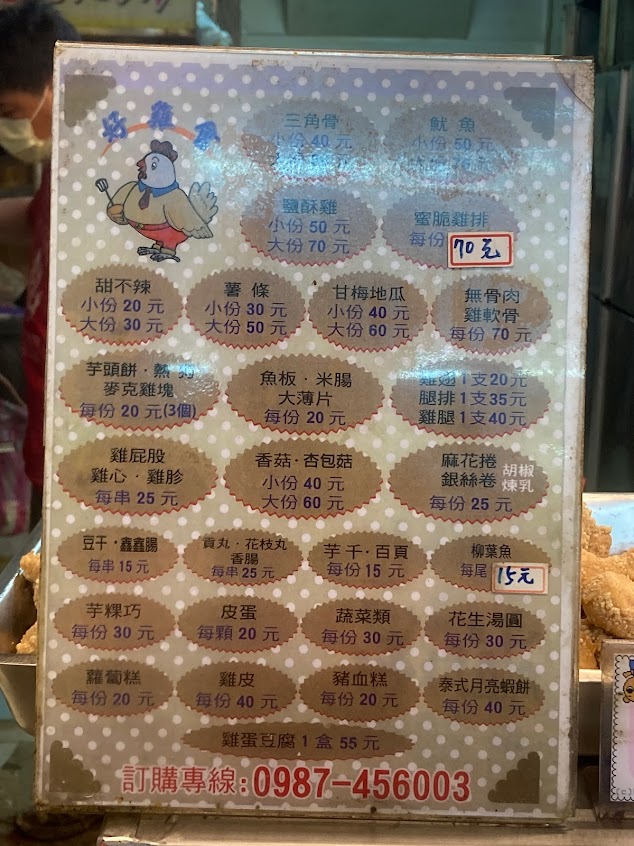 好雞
三角骨
小份 40 元
魷魚
小份 50 元
鹽酥雞
小份 50 元
大份 70 元
蜜脆雞排
每份 70元
甜不辣
小份 20 元
大份 30 元
薯條
小份 30 元
大份 50 元
甘梅地瓜
小份 40 元
大份 60 元
無骨肉
雞軟骨
每份 70 元
芋頭餅·熱狗
麥克雞塊
每份 20 元(3個)
魚板·米腸
大薄片
每份 20 元
雞翅1支20元
腿排1支35元
雞腿1支40元
雞屁股
雞心·雞胗
每串 25 元
香菇·杏包菇
小份 40 元
大份 60 元
麻花捲
銀絲卷
胡椒
煉乳
每份 25 元
豆干·鑫鑫腸
每串 15 元
貢丸·花枝丸
香腸
每串 25 元
芋千·百頁
每份 15 元
柳葉魚
每尾 15元
芋粿巧
每份 30 元
皮蛋
每顆 20 元
蔬菜類
每份 30 元
花生湯圓
每份 30 元
蘿蔔糕
每份 20 元
雞皮
每份 40 元
豬血糕
每份 20 元
泰式月亮蝦餅
每份 40 元
雞蛋豆腐 1 盒 55 元
訂購專線:0987-456003